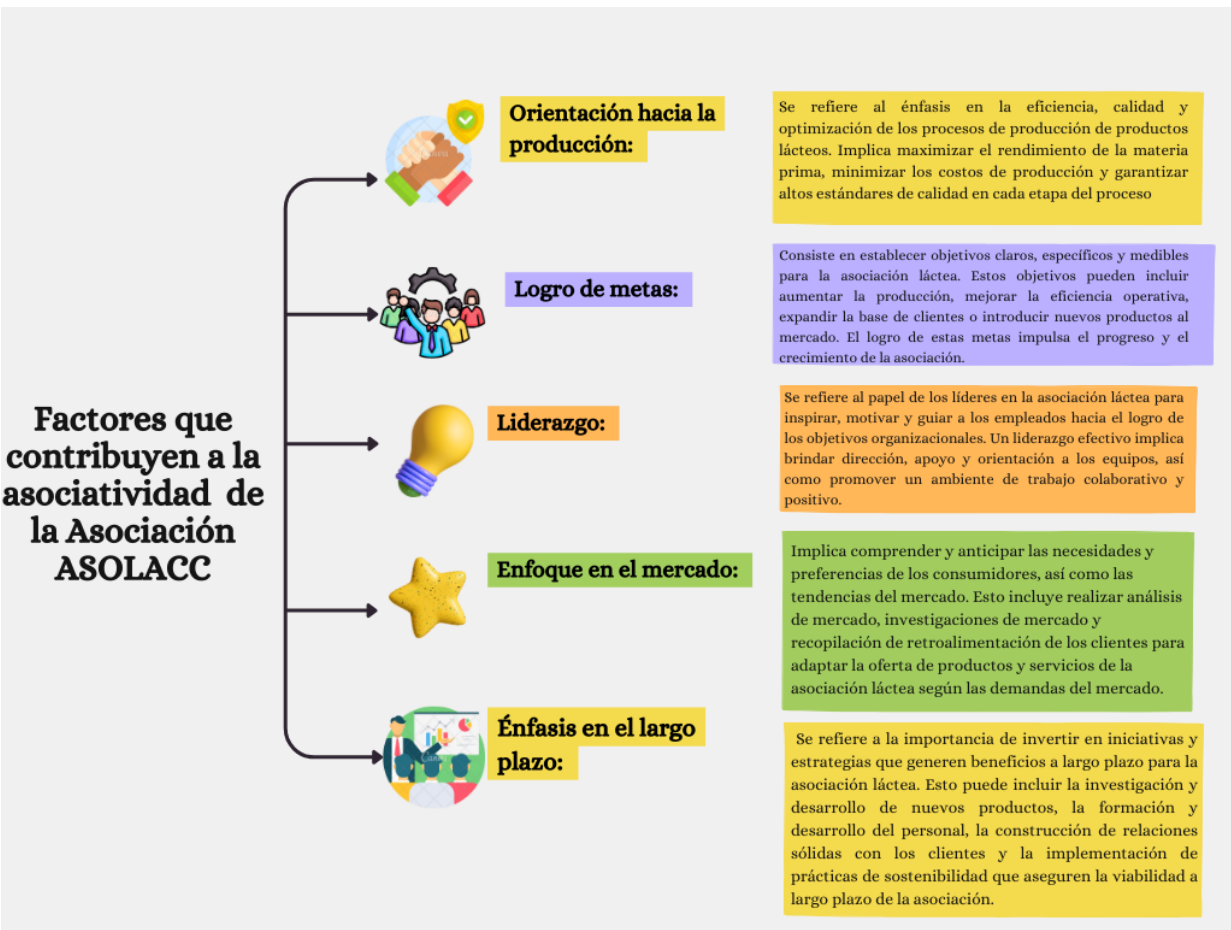 Factores que
contribuyen a la
asociatividad de
la Asociación
ASOLACC
Orientación hacia la
producción:
Se refiere al énfasis en la eficiencia, calidad y
optimización de los procesos de producción de productos
lácteos. Implica maximizar el rendimiento de la materia
prima, minimizar los costos de producción y garantizar
altos estándares de calidad en cada etapa del proceso
Logro de metas:
Consiste en establecer objetivos claros, específicos y medibles
para la asociación láctea. Estos objetivos pueden incluir
aumentar la producción, mejorar la eficiencia operativa,
expandir la base de clientes o introducir nuevos productos al
mercado. El logro de estas metas impulsa el progreso y el
crecimiento de la asociación.
Liderazgo:
Se refiere al papel de los líderes en la asociación láctea para
inspirar, motivar y guiar a los empleados hacia el logro de
los objetivos organizacionales. Un liderazgo efectivo implica
brindar dirección, apoyo y orientación a los equipos, así
como promover un ambiente de trabajo colaborativo y
positivo.
Enfoque en el mercado:
Implica comprender y anticipar las necesidades y
preferencias de los consumidores, así como las
tendencias del mercado. Esto incluye realizar análisis
de mercado, investigaciones de mercado y
recopilación de retroalimentación de los clientes para
adaptar la oferta de productos y servicios de la
asociación láctea según las demandas del mercado.
Énfasis en el largo
plazo:
Se refiere a la importancia de invertir en iniciativas y
estrategias que generen beneficios a largo plazo para la
asociación láctea. Esto puede incluir la investigación y
desarrollo de nuevos productos, la formación y
desarrollo del personal, la construcción de relaciones
sólidas con los clientes y la implementación de
prácticas de sostenibilidad que aseguren la viabilidad a
largo plazo de la asociación.